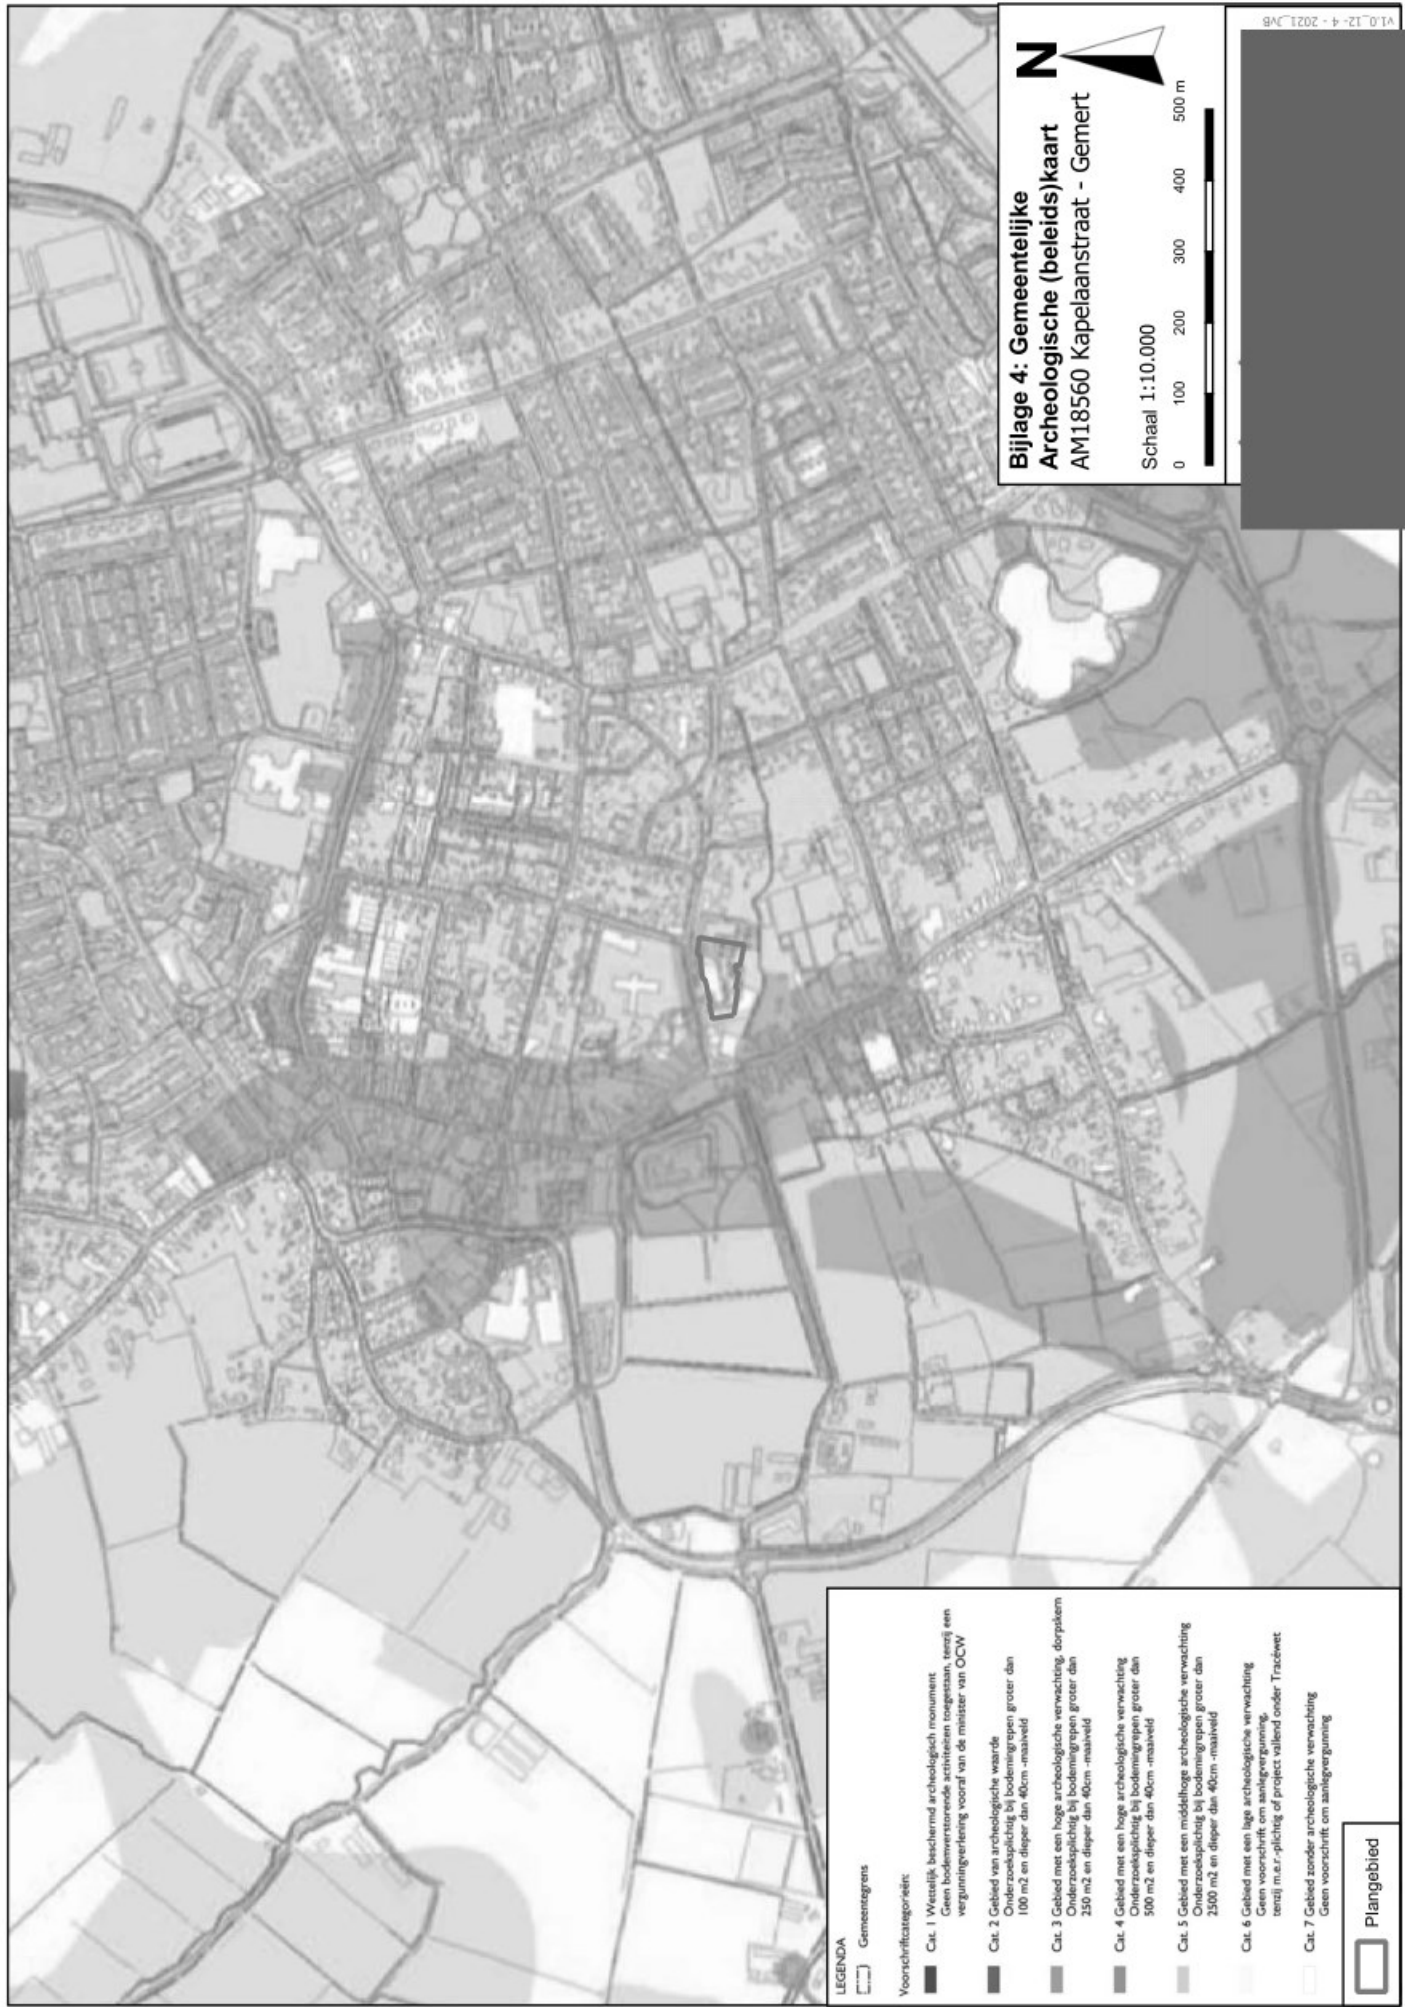 v1.0_12- 4 - 2021_JVB
Bijlage 4: Gemeentelijke
Archeologische (beleids)kaart
AM18560 Kapelaanstraat - Gemert
N
Schaal 1:10.000
0 100 200 300 400 500 m
LEGENDA
Gemeentegrens
Voorschriftcategorieën:
Cat. 1 Wettelijk beschermd archeologisch monument
Geen bodemverstorende activiteiten toegestaan, tenzij een
vergunningverlening vooraf van de minister van OCW
Cat. 2 Gebied van archeologische waarde
Onderzoeksplichtig bij bodemingrepen groter dan
100 m2 en dieper dan 40cm -maaiveld
Cat. 3 Gebied met een hoge archeologische verwachting, dorpskern
Onderzoeksplichtig bij bodemingrepen groter dan
250 m2 en dieper dan 40cm -maaiveld
Cat. 4 Gebied met een hoge archeologische verwachting
Onderzoeksplichtig bij bodemingrepen groter dan
500 m2 en dieper dan 40cm -maaiveld
Cat. 5 Gebied met een middelhoge archeologische verwachting
Onderzoeksplichtig bij bodemingrepen groter dan
2500 m2 en dieper dan 40cm -maaiveld
Cat. 6 Gebied met een lage archeologische verwachting
Geen voorschrift om aanlegvergunning,
tenzij m.e.r.-plichtig of project vallend onder Tracéwet
Cat. 7 Gebied zonder archeologische verwachting
Geen voorschrift om aanlegvergunning
Plangebied